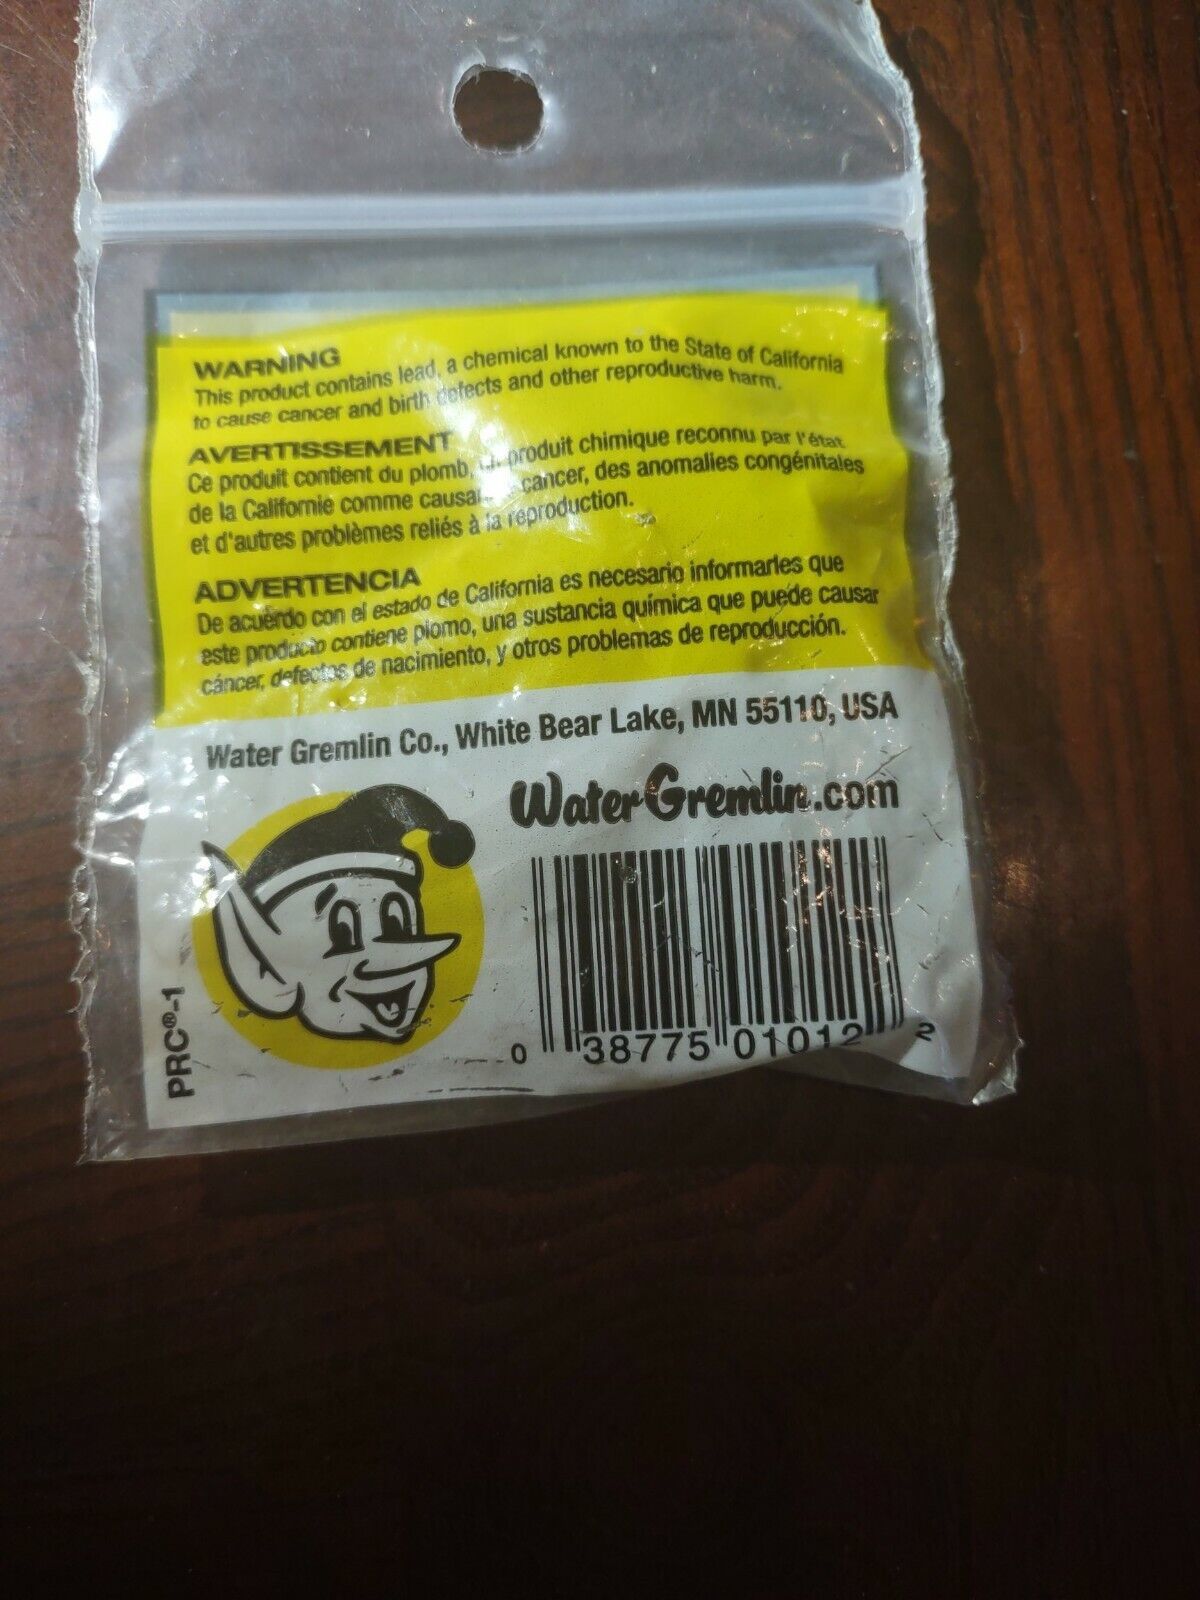 WARNING
This product contains lead, a chemical known to the State of California
to cause cancer and birth defects and other reproductive harm.
AVERTISSEMENT
Ce produit contient du plomb, produit chimique reconnu par l'état
de la Californie comme causant cancer, des anomalies congénitales
et d'autres problèmes reliés à la reproduction.
ADVERTENCIA
De acuerdo con el estado de California es necesario informarles que
este producto contiene plomo, una sustancia química que puede causar
cáncer, defectos de nacimiento, y otros problemas de reproducción.
Water Gremlin Co., White Bear Lake, MN 55110, USA
WaterGremlin.com
PRC®-1
0 38775 01012 2